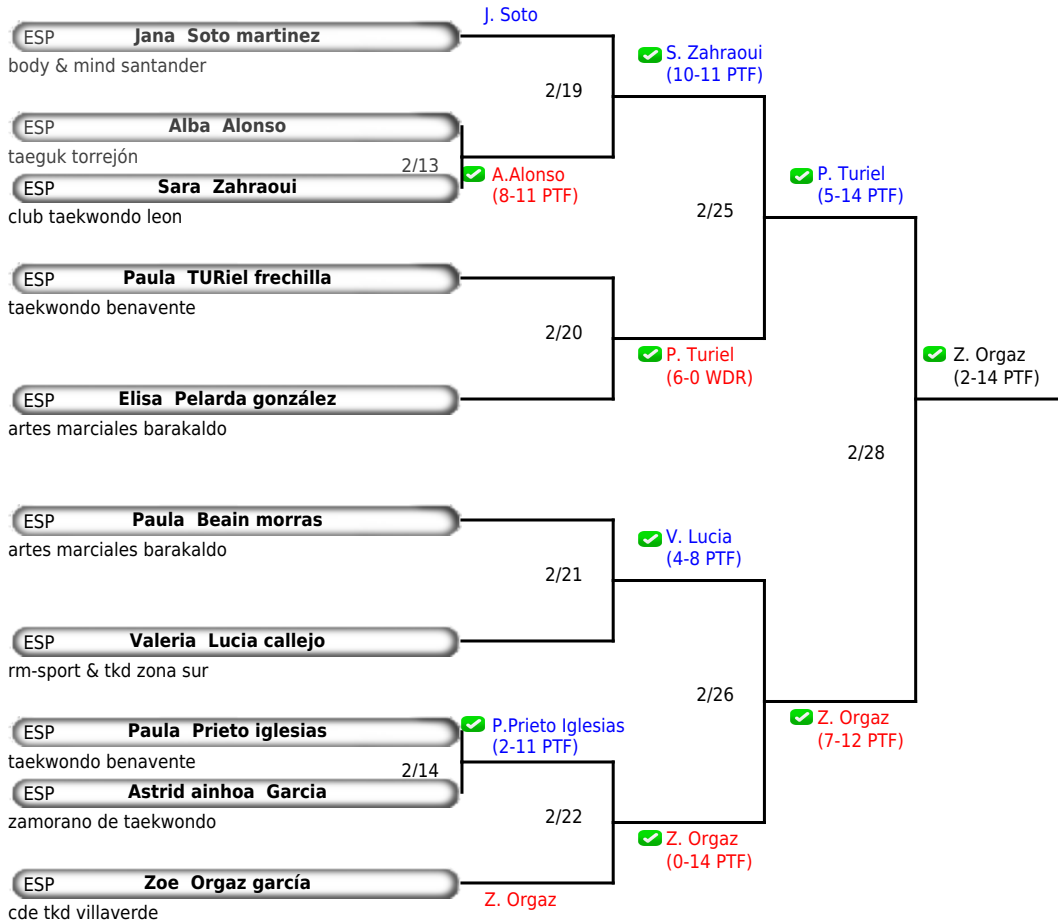 J. Soto
ESP Jana Soto martinez
body & mind santander
2/19
S. Zahraoui
(10-11 PTF)
ESP Alba Alonso
taeguk torrejón
2/13
A.Alonso
(8-11 PTF)
ESP Sara Zahraoui
club taekwondo leon
2/25
P. Turiel
(5-14 PTF)
ESP Paula TURiel frechilla
taekwondo benavente
2/20
P. Turiel
(6-0 WDR)
ESP Elisa Pelarda gonzález
artes marciales barakaldo
Z. Orgaz
(2-14 PTF)
2/28
ESP Paula Beain morras
artes marciales barakaldo
2/21
V. Lucia
(4-8 PTF)
ESP Valeria Lucia callejo
rm-sport & tkd zona sur
2/26
Z. Orgaz
(7-12 PTF)
ESP Paula Prieto iglesias
taekwondo benavente
2/14
P.Prieto Iglesias
(2-11 PTF)
ESP Astrid ainhoa Garcia
zamorano de taekwondo
2/22
Z. Orgaz
(0-14 PTF)
ESP Zoe Orgaz garcía
cde tkd villaverde
Z. Orgaz